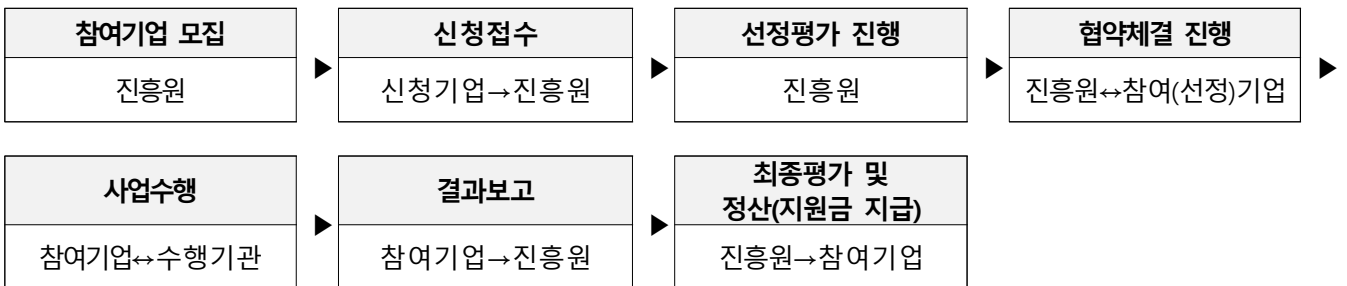 참여기업 모집
진흥원
▶
신청접수
신청기업→진흥원
▶
선정평가 진행
진흥원
▶
협약체결 진행
진흥원↔참여(선정)기업
▶
사업수행
참여기업↔수행기관
▶
결과보고
참여기업→진흥원
▶
최종평가 및
정산(지원금 지급)
진흥원→참여기업